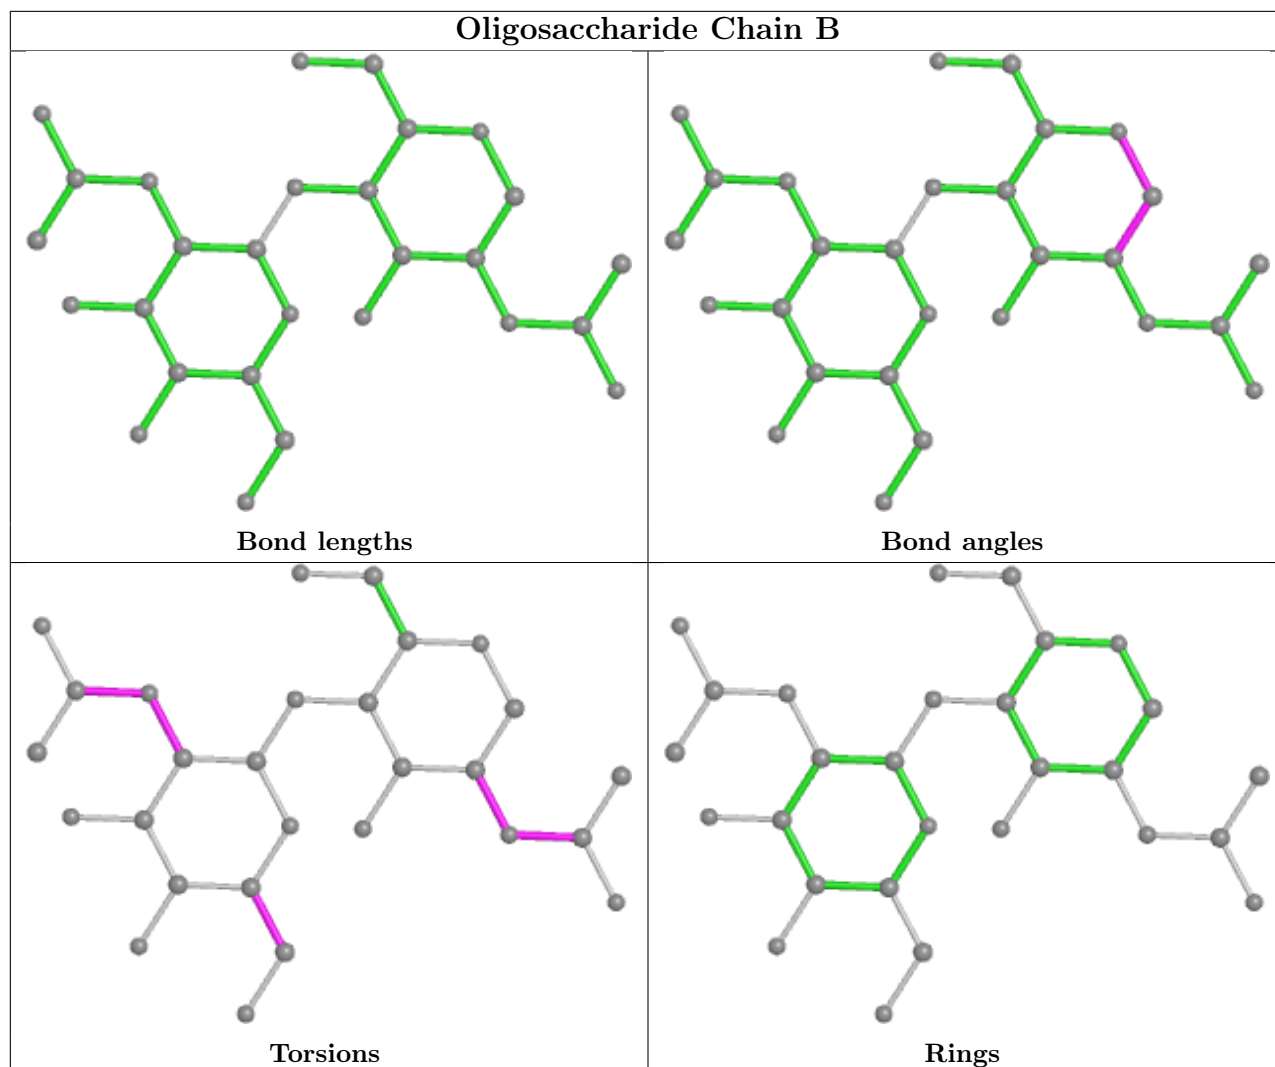 Oligosaccharide Chain B
Bond lengths
Bond angles
Torsions
Rings